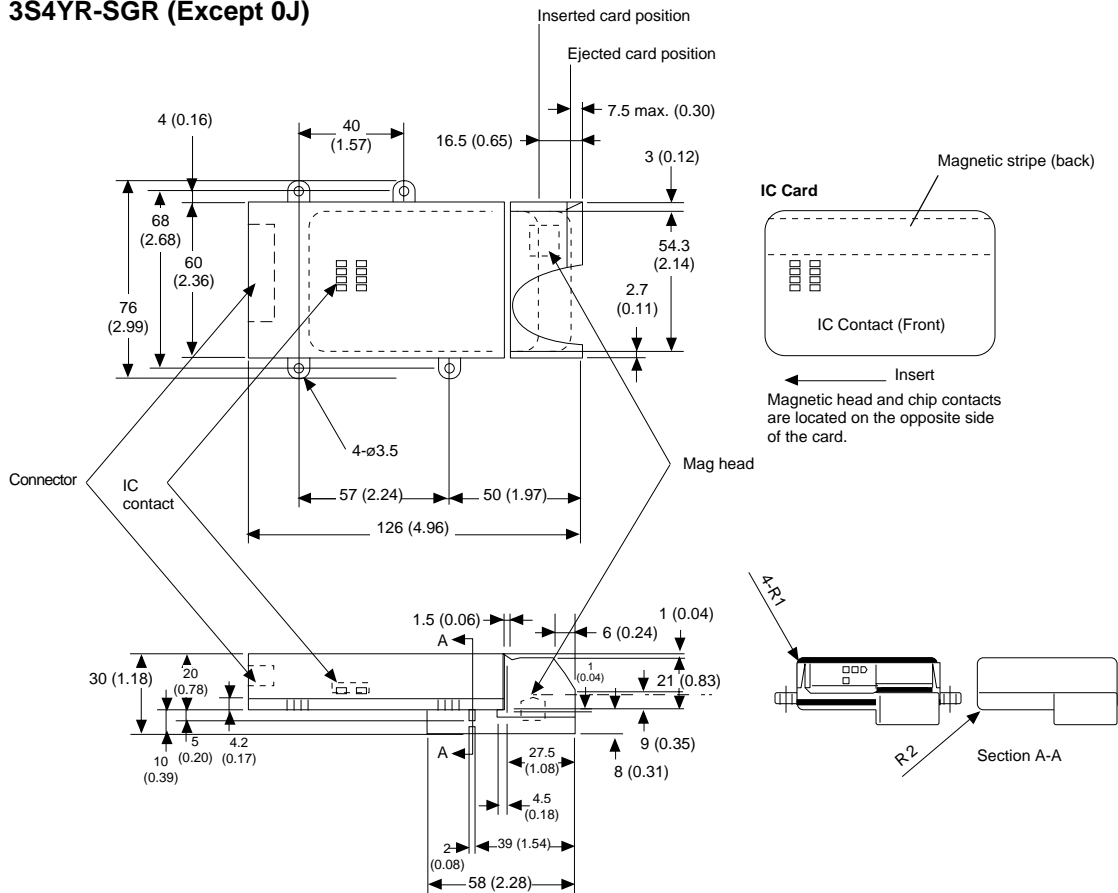 3S4YR-SGR (Except 0J)
Inserted card position
Ejected card position
7.5 max. (0.30)
4 (0.16)
40
(1.57)
16.5 (0.65)
3 (0.12)
Magnetic stripe (back)
IC Card
68
(2.68)
60
(2.36)
76
(2.99)
54.3
(2.14)
2.7
(0.11)
IC Contact (Front)
Insert
Magnetic head and chip contacts
are located on the opposite side
of the card.
4-ø3.5
Mag head
Connector
IC
contact
57 (2.24)
50 (1.97)
126 (4.96)
4-R1
1.5 (0.06)
1 (0.04)
A
6 (0.24)
30 (1.18)
20
(0.78)
1
(0.04)
21 (0.83)
5
(0.20)
4.2
(0.17)
10
(0.39)
A
27.5
(1.08)
9 (0.35)
8 (0.31)
R2
Section A-A
4.5
(0.18)
2
(0.08)
39 (1.54)
58 (2.28)